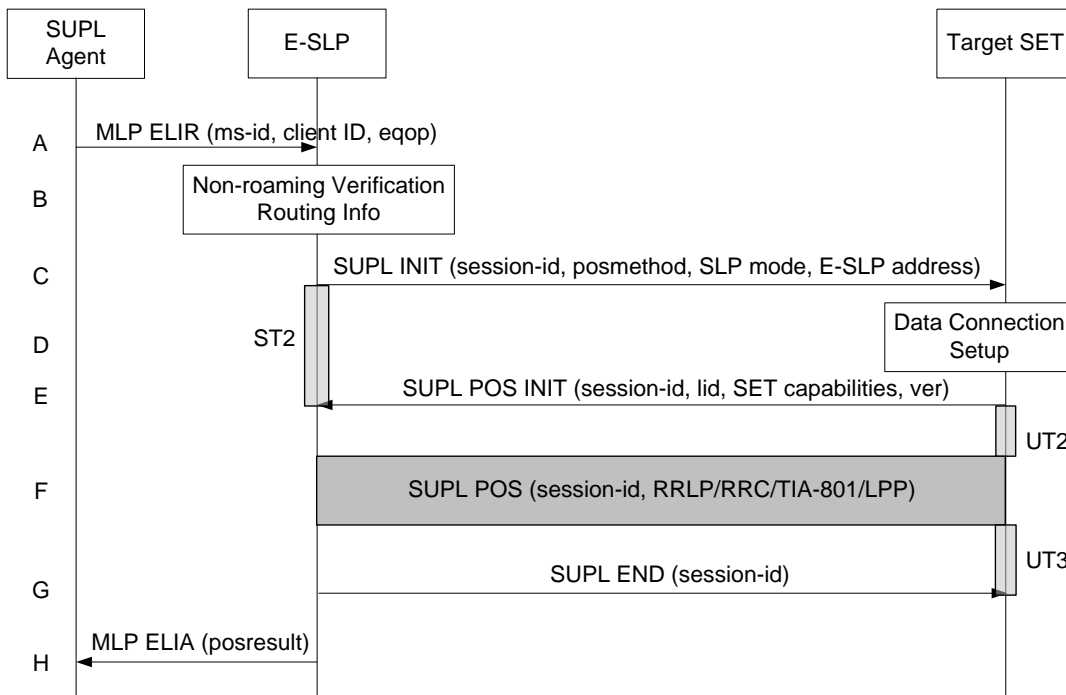 SUPL
Agent
E-SLP
Target SET
A
MLP ELIR (ms-id, client ID, eqop)
B
Non-roaming Verification
Routing Info
C
SUPL INIT (session-id, posmethod, SLP mode, E-SLP address)
D
ST2
Data Connection
Setup
E
SUPL POS INIT (session-id, lid, SET capabilities, ver)
UT2
F
SUPL POS (session-id, RRLP/RRC/TIA-801/LPP)
UT3
G
SUPL END (session-id)
H
MLP ELIA (posresult)